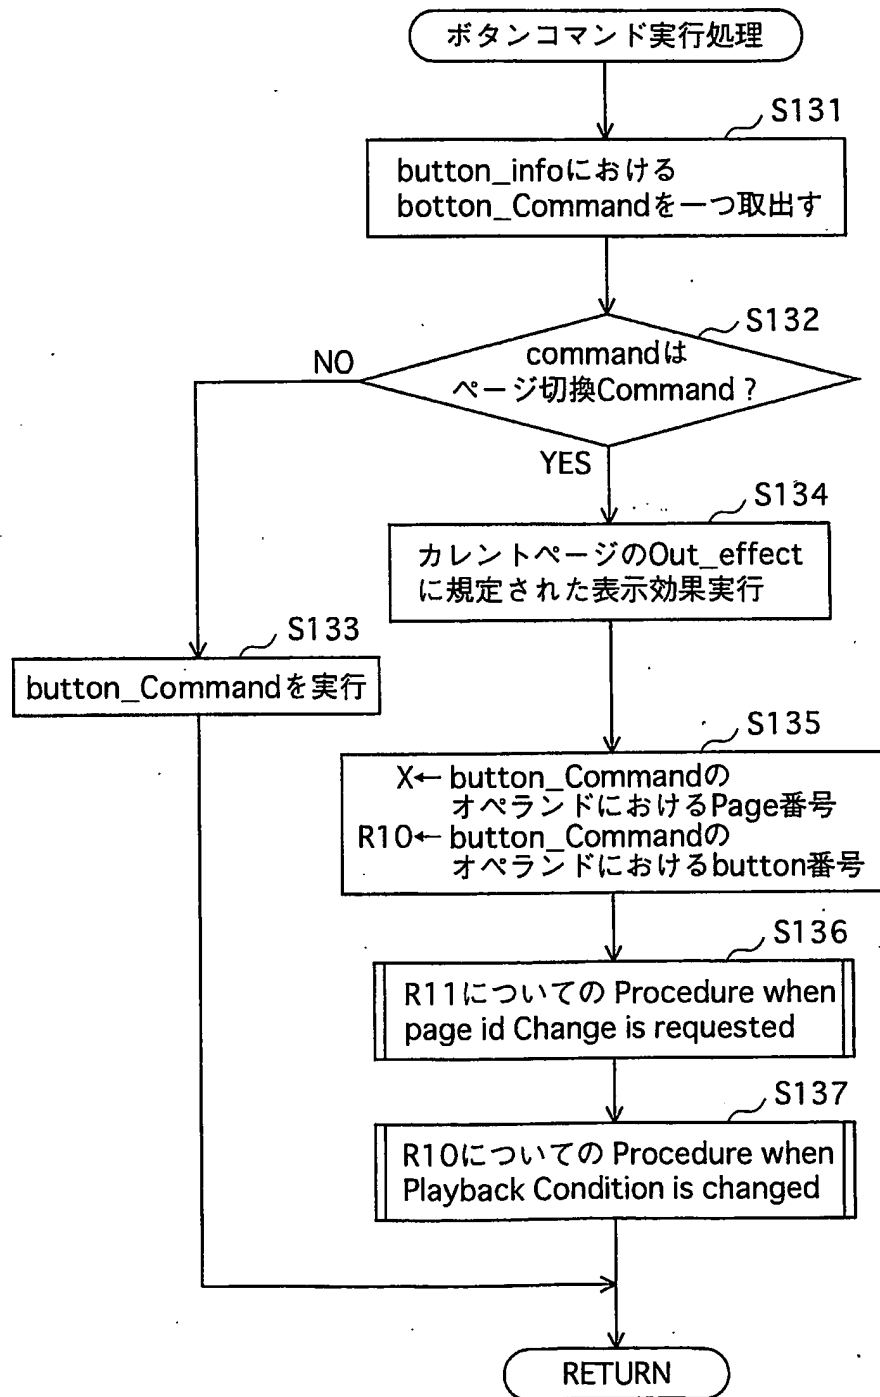 ボタンコマンド実行処理
S131
button_infoにおける
botton_Commandを一つ取出す
S132
commandは
ページ切換Command ?
NO
YES
S134
カレントページのOut_effect
に規定された表示効果実行
S133
button_Commandを実行
S135
X← button_Commandの
オペランドにおけるPage番号
R10← button_Commandの
オペランドにおけるbutton番号
S136
R11についての Procedure when
page id Change is requested
S137
R10についての Procedure when
Playback Condition is changed
RETURN